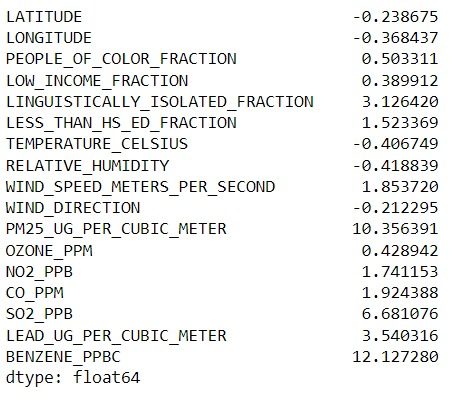 LATITUDE -0.238675
LONGITUDE -0.368437
PEOPLE_OF_COLOR_FRACTION 0.503311
LOW_INCOME_FRACTION 0.389912
LINGUISTICALLY_ISOLATED_FRACTION 3.126420
LESS_THAN_HS_ED_FRACTION 1.523369
TEMPERATURE_CELSIUS -0.406749
RELATIVE_HUMIDITY -0.418839
WIND_SPEED_METERS_PER_SECOND 1.853720
WIND_DIRECTION -0.212295
PM25_UG_PER_CUBIC_METER 10.356391
OZONE_PPM 0.428942
NO2_PPB 1.741153
CO_PPM 1.924388
SO2_PPB 6.681076
LEAD_UG_PER_CUBIC_METER 3.540316
BENZENE_PPBC 12.127280
dtype: float64